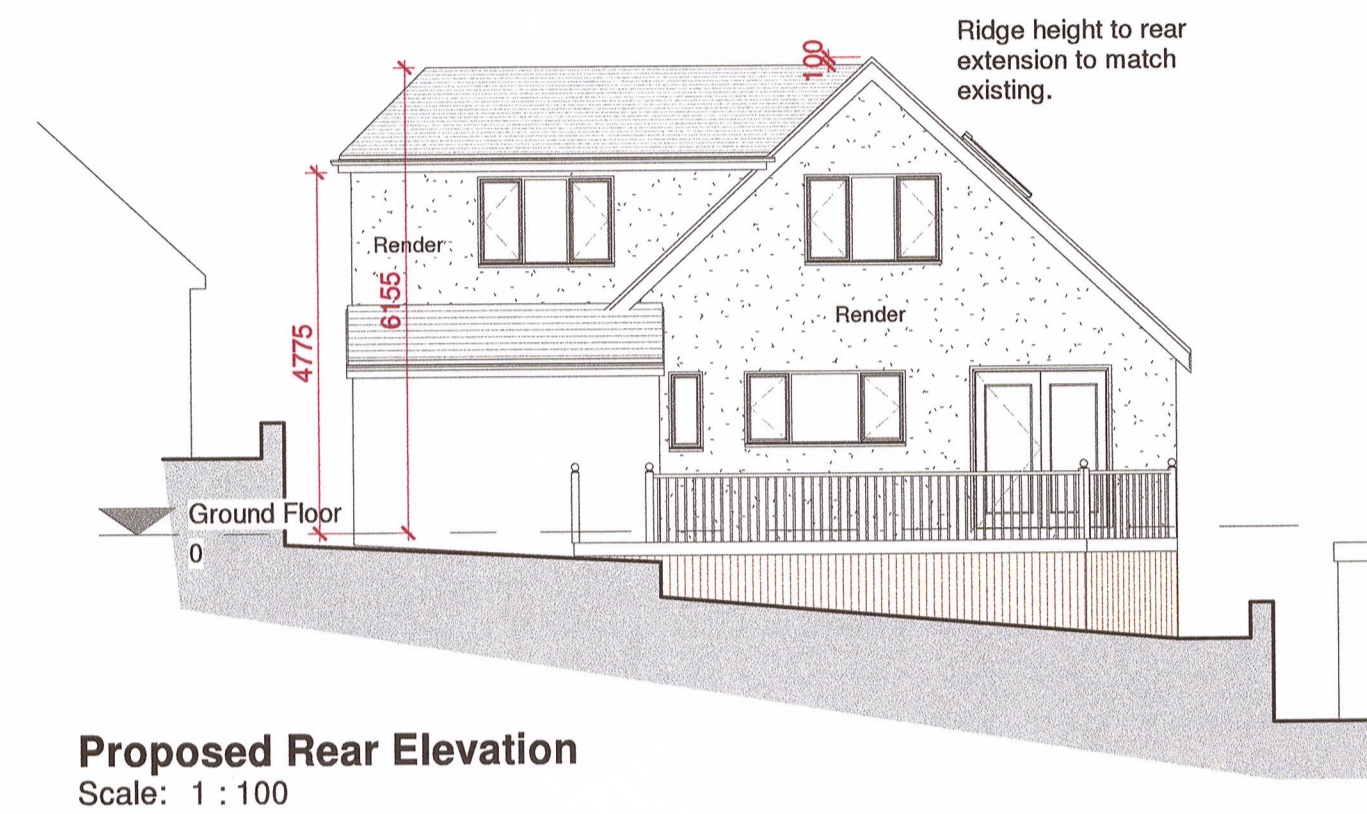 Ridge height to rear
extension to match
existing.
100
Render
6155
4775
Render
Ground Floor
0
Proposed Rear Elevation
Scale: 1 : 100